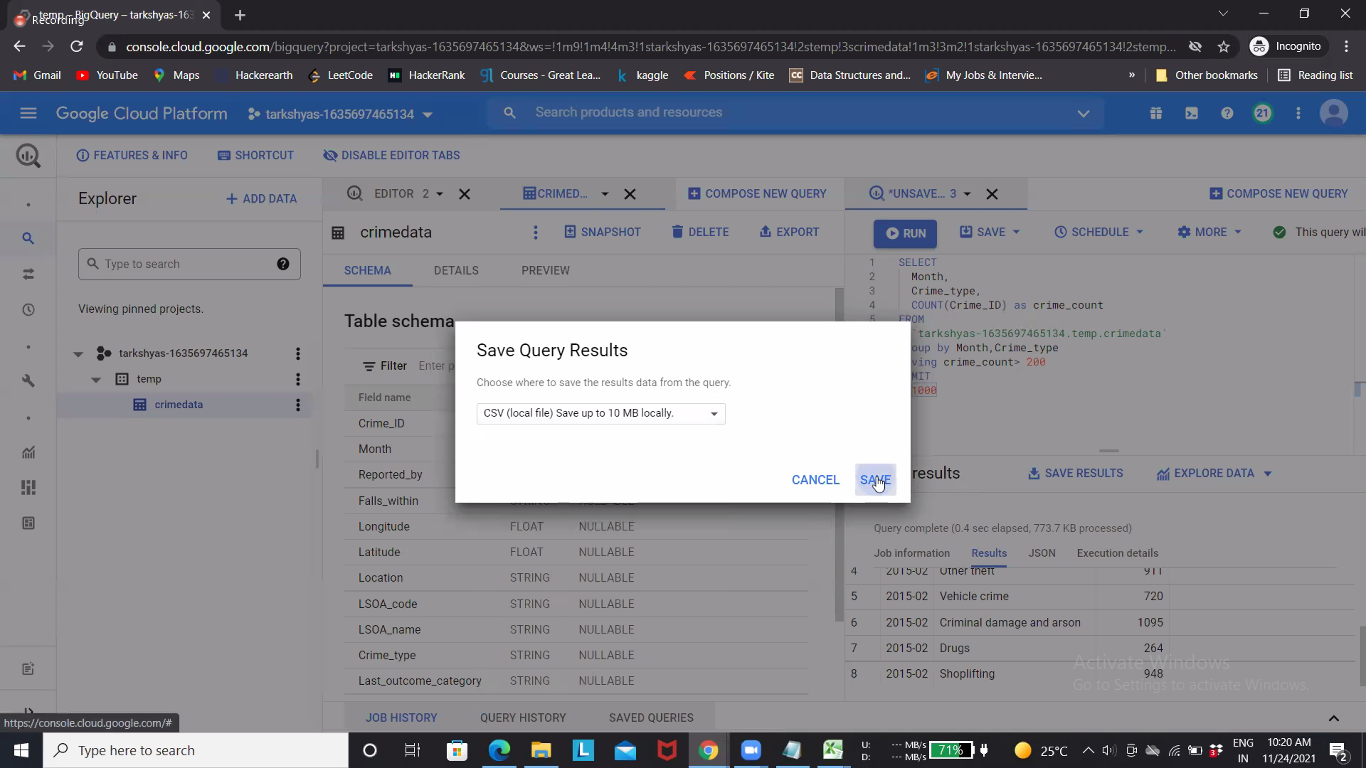 temp – BigQuery – tarkshyas-163
Recording
console.cloud.google.com/bigquery?project=tarkshyas-1635697465134&ws=!1m9!1m4!4m3!1starkshyas-1635697465134!2stemp!3scrimedata!1m3!3m2!1starkshyas-1635697465134!2stemp...
Incognito
Gmail YouTube Maps Hackerearth LeetCode HackerRank Courses - Great Lea... kaggle Positions / Kite Data Structures and... My Jobs & Intervie... » Other bookmarks Reading list
Google Cloud Platform tarkshyas-1635697465134 Search products and resources 21
FEATURES & INFO SHORTCUT DISABLE EDITOR TABS
Explorer + ADD DATA
EDITOR 2 CRIMED... COMPOSE NEW QUERY *UNSAVE... 3 COMPOSE NEW QUERY
crimedata SNAPSHOT DELETE EXPORT
RUN SAVE SCHEDULE MORE This query wil
Type to search
Viewing pinned projects.
tarkshyas-1635697465134
temp
crimedata
SCHEMA DETAILS PREVIEW
Table schema
Filter Enter p
Field name
Crime_ID
Month
Reported_by
Falls_within NULLABLE
Longitude FLOAT NULLABLE
Latitude FLOAT NULLABLE
Location STRING NULLABLE
LSOA_code STRING NULLABLE
LSOA_name STRING NULLABLE
Crime_type STRING NULLABLE
Last_outcome_category STRING NULLABLE
1 SELECT
2 Month,
3 Crime_type,
4 COUNT(Crime_ID) as crime_count
5 FROM
tarkshyas-1635697465134.temp.crimedata`
oup by Month,Crime_type
ving crime_count> 200
MIT
1000
Save Query Results
Choose where to save the results data from the query.
CSV (local file) Save up to 10 MB locally.
CANCEL SAVE
results SAVE RESULTS EXPLORE DATA
Query complete (0.4 sec elapsed, 773.7 KB processed)
Job information Results JSON Execution details
4 2015-02 Other theft 911
5 2015-02 Vehicle crime 720
6 2015-02 Criminal damage and arson 1095
7 2015-02 Drugs 264
8 2015-02 Shoplifting 948
Activate Windows
Go to Settings to activate Windows.
JOB HISTORY QUERY HISTORY SAVED QUERIES
https://console.cloud.google.com/#
Type here to search
U: --- MB/s
D: --- MB/s
71%
25°C
ENG
IN
10:20 AM
11/24/2021
2